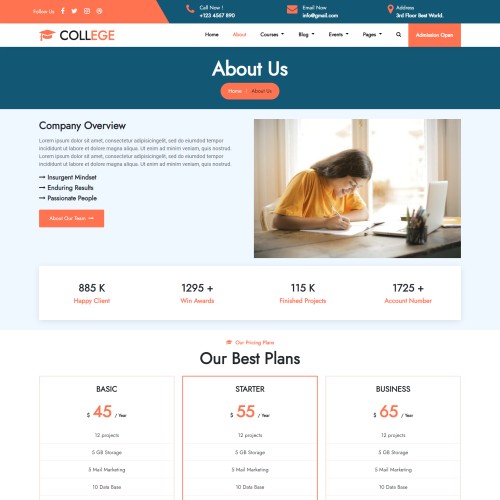 Follow Us
Call Now !
+123 4567 890
Email Now
info@gmail.com
Address
3rd Floor Best World.
COLLEGE
Home
About
Courses
Blog
Events
Pages
Admission Open
About Us
Home | About Us
Company Overview
Lorem ipsum dolor sit amet, consectetur adipisicingelit, sed do eiumdod tempor
incididunt ut labore et dolore magna aliqua. Ut enim ad minim veniam, quis nostrud.
Lorem ipsum dolor sit amet, consectetur adipisicingelit, sed do eiumdod tempor
incididunt ut labore et dolore magna aliqua. Ut enim ad minim veniam, quis nostrud.
Insurgent Mindset
Enduring Results
Passionate People
About Our Team
885 K
Happy Client
1295 +
Win Awards
115 K
Finished Projects
1725 +
Account Number
Our Pricing Plans
Our Best Plans
BASIC
$ 45 / Year
12 projects
5 GB Storage
5 Mail Marketing
10 Data Base
STARTER
$ 55 / Year
12 projects
5 GB Storage
5 Mail Marketing
10 Data Base
BUSINESS
$ 65 / Year
12 projects
5 GB Storage
5 Mail Marketing
10 Data Base